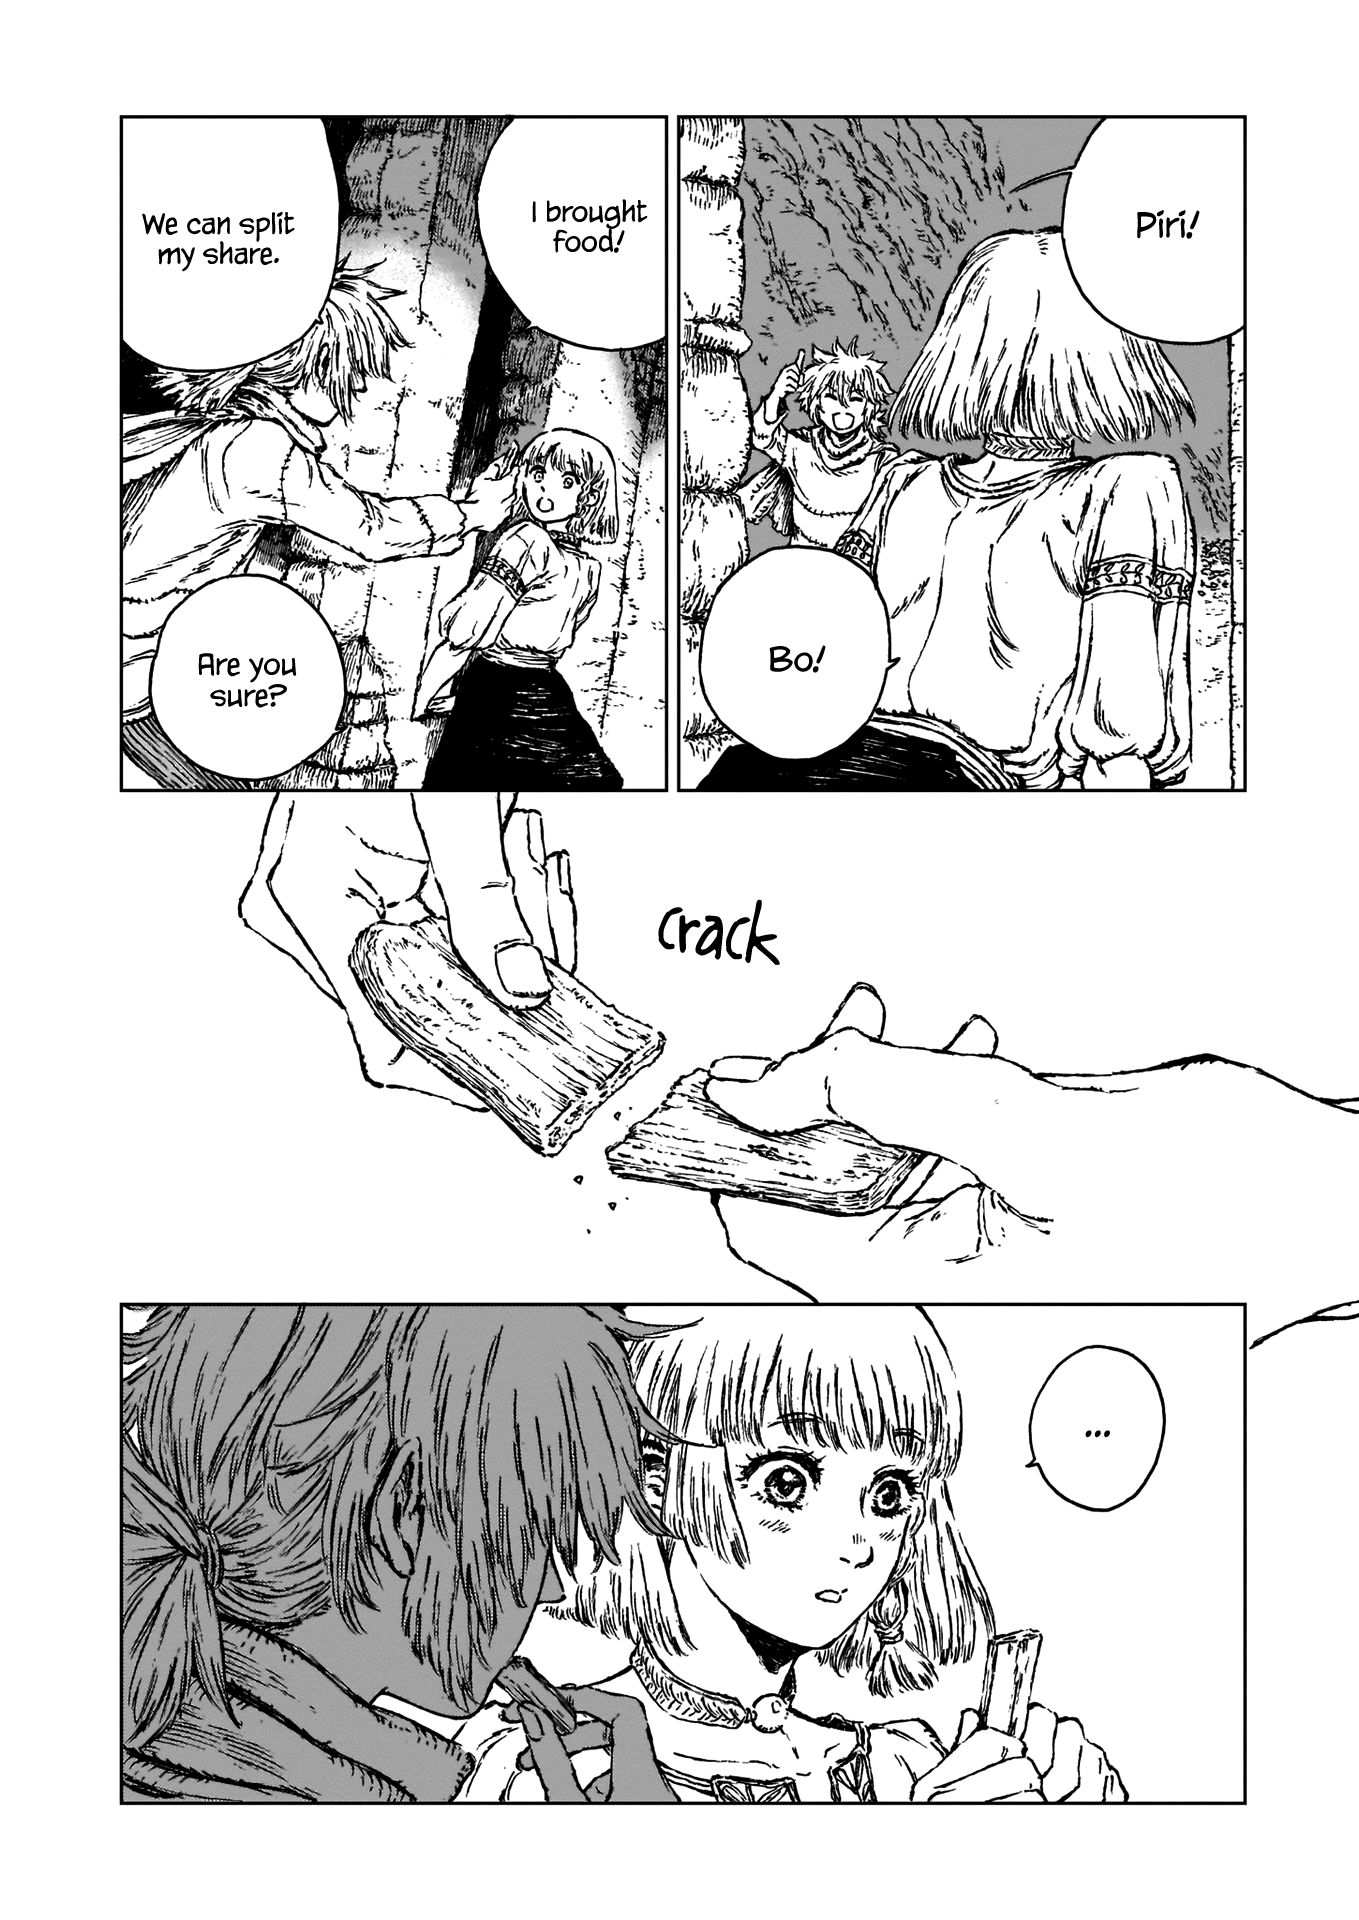 Piri!
Bo!
I brought
food!
We can split
my share.
Are you
sure?
crack
...